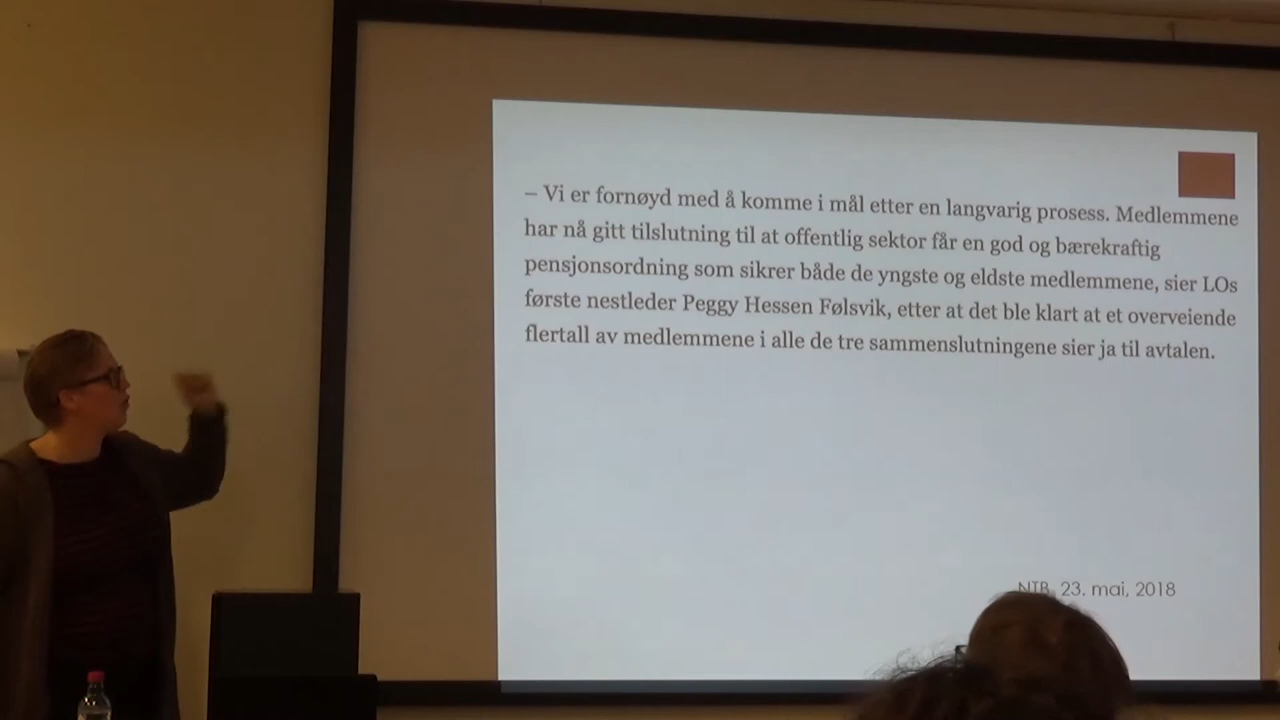 – Vi er fornøyd med å komme i mål etter en langvarig prosess. Medlemmene
har nå gitt tilslutning til at offentlig sektor får en god og bærekraftig
pensjonsordning som sikrer både de yngste og eldste medlemmene, sier LOs
første nestleder Peggy Hessen Følsvik, etter at det ble klart at et overveiende
flertall av medlemmene i alle de tre sammenslutningene sier ja til avtalen.
NTB, 23. mai, 2018